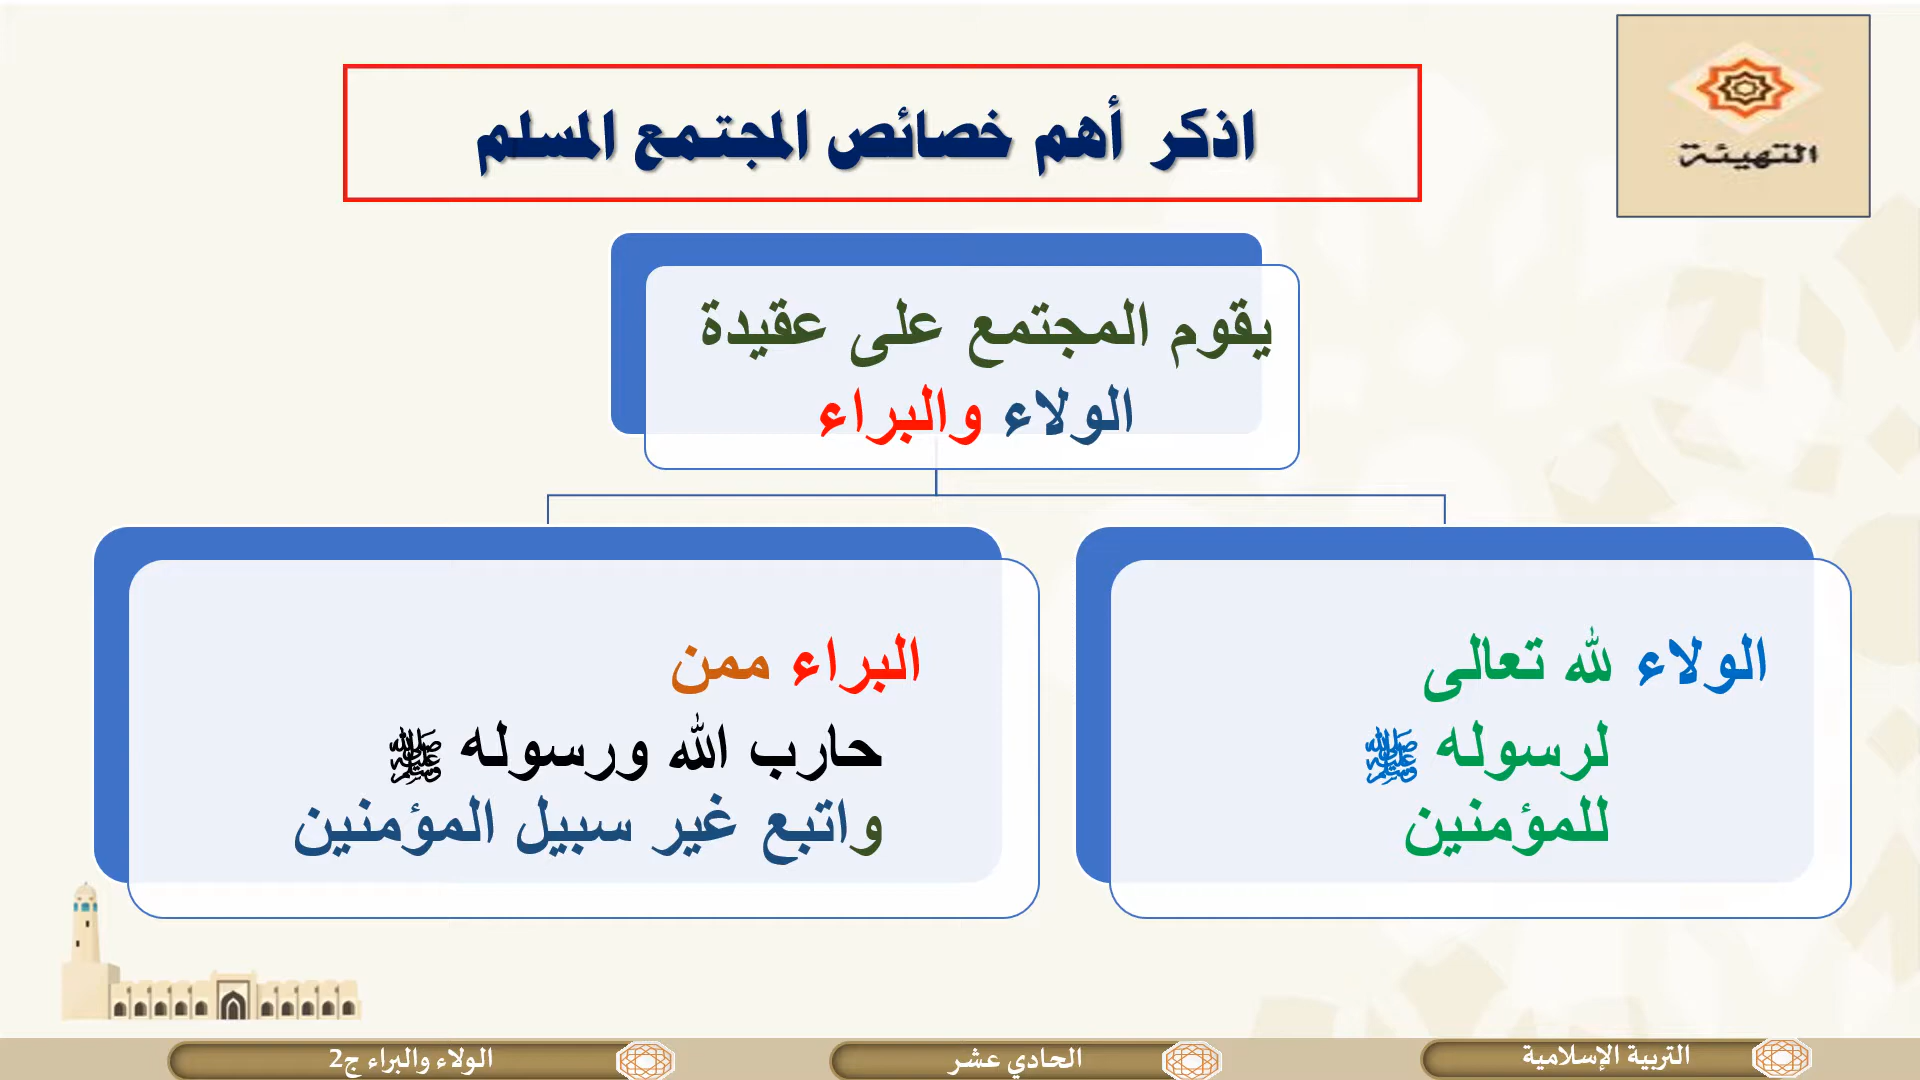 التهيئة
اذكر أهم خصائص المجتمع المسلم
يقوم المجتمع على عقيدة
الولاء والبراء
الولاء لله تعالى
لرسوله ﷺ
للمؤمنين
البراء ممن
حارب الله ورسوله ﷺ
واتبع غير سبيل المؤمنين
التربية الإسلامية
الحادي عشر
الولاء والبراء ج2